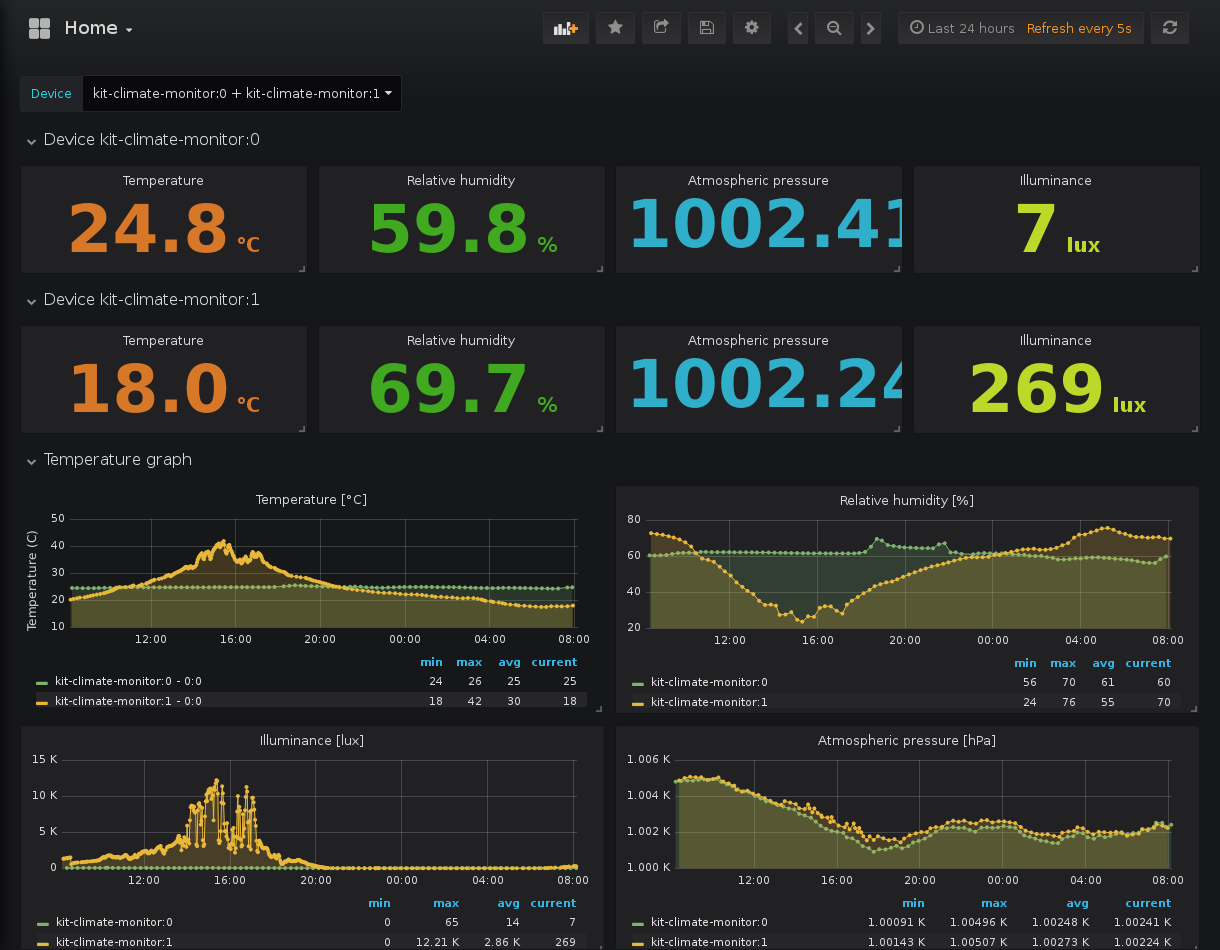 Home
Last 24 hours Refresh every 5s
Device kit-climate-monitor:0 + kit-climate-monitor:1
Device kit-climate-monitor:0
Temperature Relative humidity Atmospheric pressure Illuminance
24.8 °C 59.8 % 1002.41 7 lux
Device kit-climate-monitor:1
Temperature Relative humidity Atmospheric pressure Illuminance
18.0 °C 69.7 % 1002.24 269 lux
Temperature graph
Temperature [°C]
Temperature (C)
50
40
30
20
10
12:00 16:00 20:00 00:00 04:00 08:00
min max avg current
kit-climate-monitor:0 - 0:0 24 26 25 25
kit-climate-monitor:1 - 0:0 18 42 30 18
Relative humidity [%]
80
60
40
20
12:00 16:00 20:00 00:00 04:00 08:00
min max avg current
kit-climate-monitor:0 56 70 61 60
kit-climate-monitor:1 24 76 55 70
Illuminance [lux]
15 K
10 K
5 K
0
12:00 16:00 20:00 00:00 04:00 08:00
min max avg current
kit-climate-monitor:0 0 65 14 7
kit-climate-monitor:1 0 12.21 K 2.86 K 269
Atmospheric pressure [hPa]
1.006 K
1.004 K
1.002 K
1.000 K
12:00 16:00 20:00 00:00 04:00 08:00
min max avg current
kit-climate-monitor:0 1.00091 K 1.00496 K 1.00248 K 1.00241 K
kit-climate-monitor:1 1.00143 K 1.00507 K 1.00273 K 1.00224 K